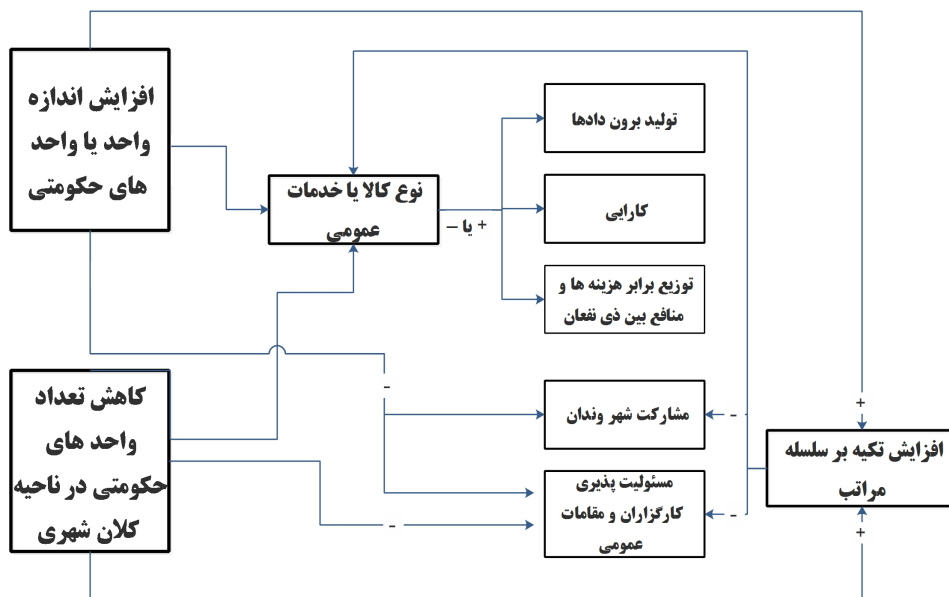 افزایش اندازه
واحد یا واحد
های حکومتی
نوع کالا یا خدمات
عمومی
+ یا –
تولید برون دادها
کارایی
توزیع برابر هزینه ها و
منافع بین ذی نفعان
کاهش تعداد
واحد های
حکومتی در ناحیه
کلان شهری
-
-
مشارکت شهر وندان
-
مسئولیت پذیری
کارگزاران و مقامات
عمومی
-
+
افزایش تکیه بر سلسله
مراتب
+